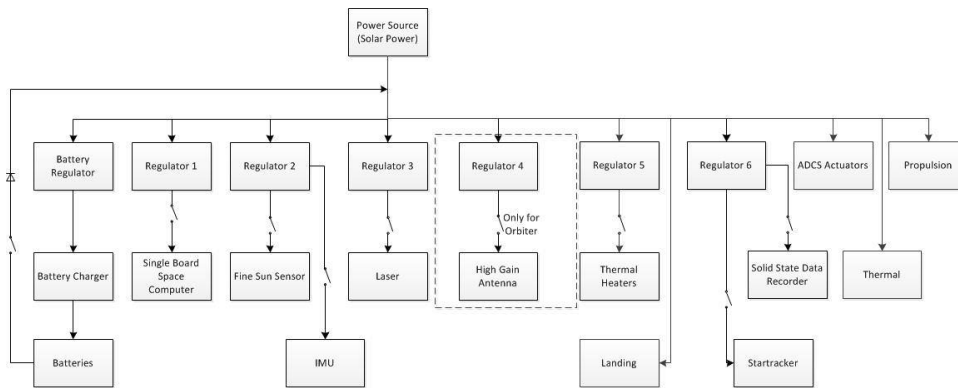 Power Source
(Solar Power)
Battery
Regulator
Regulator 1
Regulator 2
Regulator 3
Regulator 4
Regulator 5
Regulator 6
ADCS Actuators
Propulsion
Only for
Orbiter
Battery Charger
Single Board
Space
Computer
Fine Sun Sensor
Laser
High Gain
Antenna
Thermal
Heaters
Solid State Data
Recorder
Thermal
Batteries
IMU
Landing
Startracker